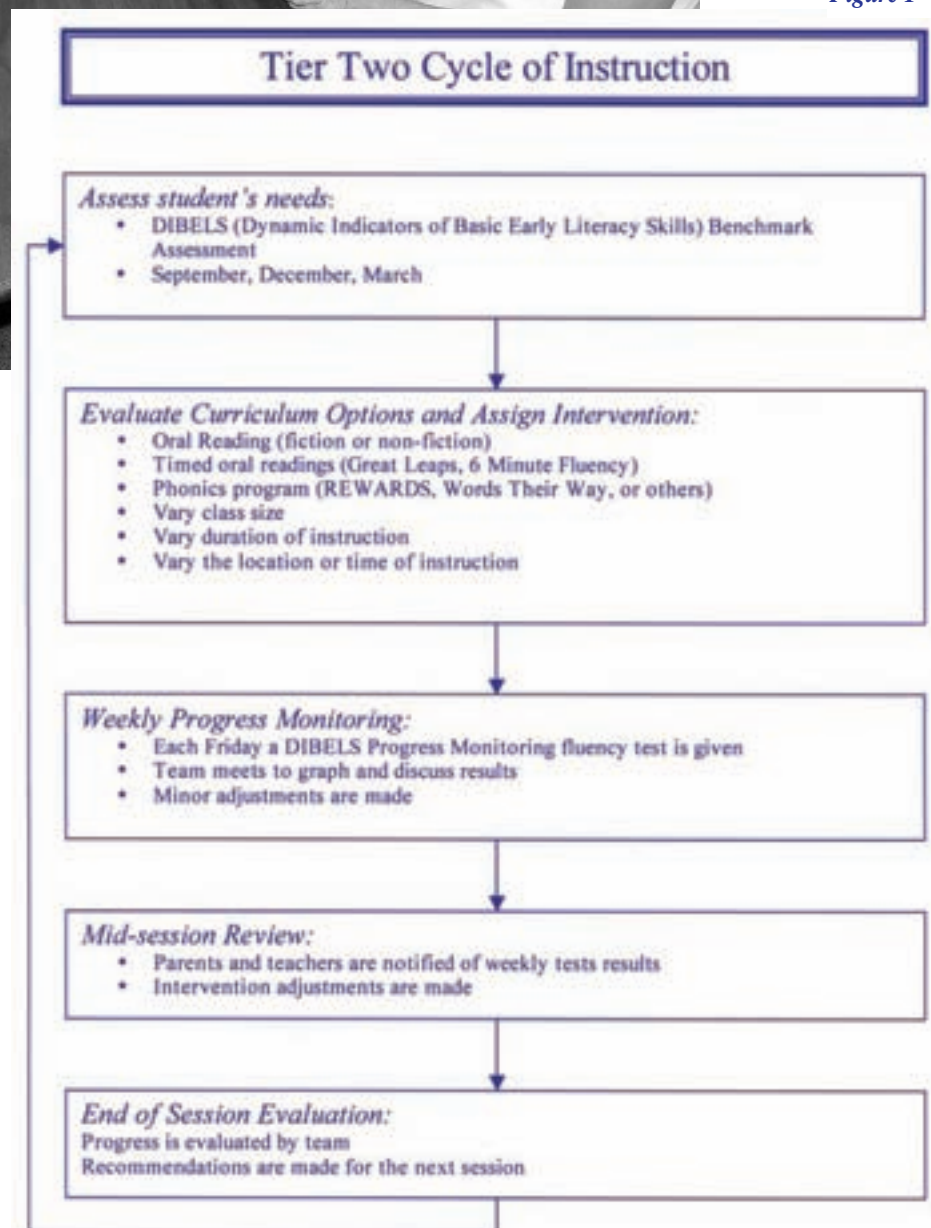 Figure 1
Tier Two Cycle of Instruction
Assess student's needs:
• DIBELS (Dynamic Indicators of Basic Early Literacy Skills) Benchmark
Assessment
• September, December, March
Evaluate Curriculum Options and Assign Intervention:
• Oral Reading (fiction or non-fiction)
• Timed oral readings (Great Leaps, 6 Minute Fluency)
• Phonics program (REWARDS, Words Their Way, or others)
• Vary class size
• Vary duration of instruction
• Vary the location or time of instruction
Weekly Progress Monitoring:
• Each Friday a DIBELS Progress Monitoring fluency test is given
• Team meets to graph and discuss results
• Minor adjustments are made
Mid-session Review:
• Parents and teachers are notified of weekly tests results
• Intervention adjustments are made
End of Session Evaluation:
Progress is evaluated by team
Recommendations are made for the next session